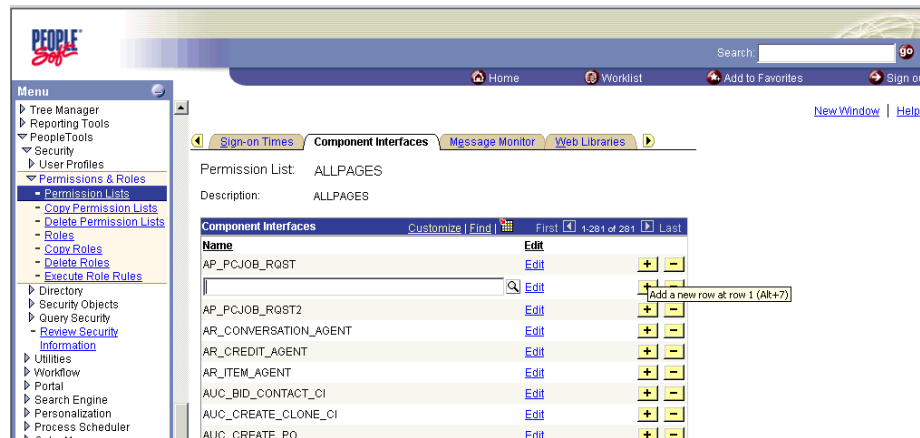 PEOPLE
Soft
Search:
go
Home
Worklist
Add to Favorites
Sign o
Menu
New Window | Help
Tree Manager
Reporting Tools
PeopleTools
Security
User Profiles
Permissions & Roles
- Permission Lists
- Copy Permission Lists
- Delete Permission Lists
- Roles
- Copy Roles
- Delete Roles
- Execute Role Rules
Directory
Security Objects
Query Security
- Review Security
Information
Utilities
Workflow
Portal
Search Engine
Personalization
Process Scheduler
Sign-on Times
Component Interfaces
Message Monitor
Web Libraries
Permission List: ALLPAGES
Description: ALLPAGES
Component Interfaces Customize | Find | First 1-281 of 281 Last
Name Edit
AP_PCJOB_RQST Edit + -
Edit +
Add a new row at row 1 (Alt+7)
AP_PCJOB_RQST2 Edit + -
AR_CONVERSATION_AGENT Edit + -
AR_CREDIT_AGENT Edit + -
AR_ITEM_AGENT Edit + -
AUC_BID_CONTACT_CI Edit + -
AUC_CREATE_CLONE_CI Edit + -
AUC_CREATE_PO Edit + -